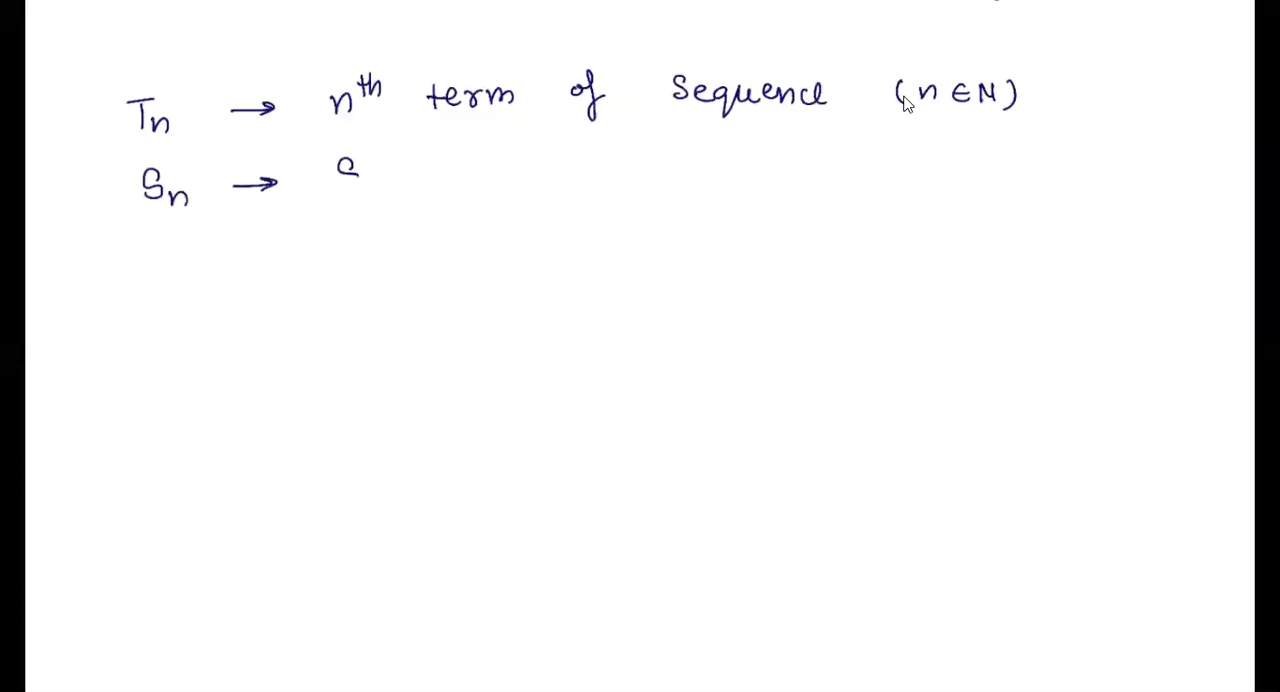 Tn → nth term of Sequence (n ∈ N)
Sn → S